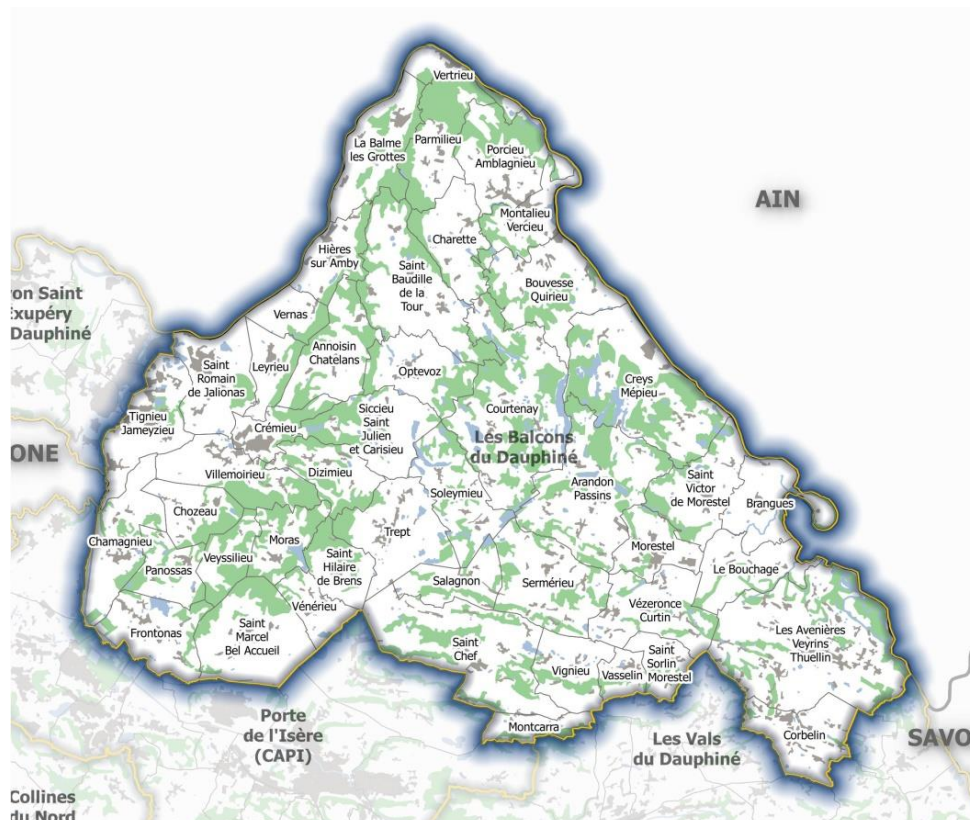 Vertrieu
La Balme
les Grottes
Parmilieu
Porcieu
Amblagnieu
AIN
Montalieu
Vercieu
Charette
Hières
sur Amby
Saint
Baudille
de la
Tour
Bouvesse
Quirieu
on Saint
Exupéry
Dauphiné
Vernas
Annoisin
Chatelans
Leyrieu
Optevoz
Saint
Romain
de Jalionas
Creys
Mépieu
Tignieu
Jameyzieu
Crémieu
Siccieu
Saint
Julien
et Carisieu
Courtenay
Les Balcons
du Dauphiné
ONE
Villemoirieu
Dizimieu
Soleymieu
Arandon
Passins
Saint
Victor
de Morestel
Brangues
Chozeau
Trept
Chamagnieu
Moras
Veyssilieu
Panossas
Saint
Hilaire
de Brens
Morestel
Le Bouchage
Salagnon
Sermérieu
Vénérieu
Vézeronce
Curtin
Frontonas
Saint
Marcel
Bel Accueil
Les Avenières
Veyrins
Thuellin
Saint
Chef
Vignieu
Vasselin
Saint
Sorlin
Morestel
Montcarra
Corbelin
Porte
de l'Isère
(CAPI)
Les Vals
du Dauphiné
SAVO
Collines
du Nord